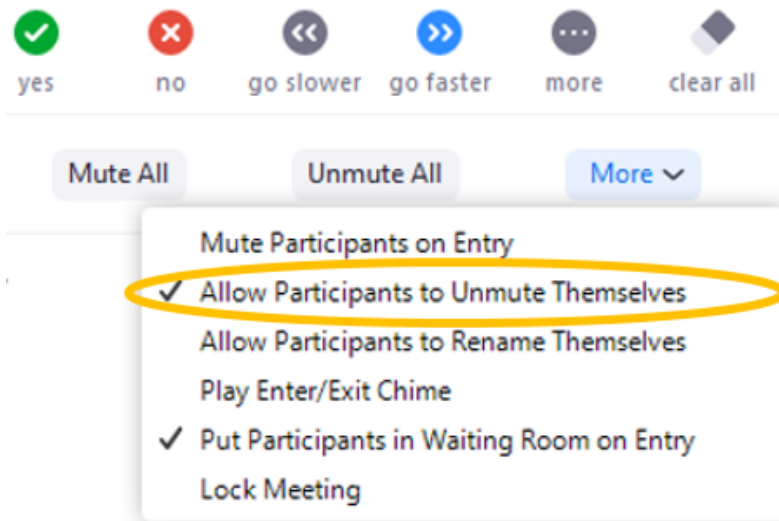 yes no go slower go faster more clear all
Mute All Unmute All More
Mute Participants on Entry
Allow Participants to Unmute Themselves
Allow Participants to Rename Themselves
Play Enter/Exit Chime
Put Participants in Waiting Room on Entry
Lock Meeting